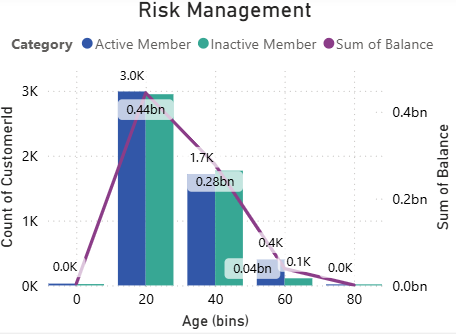 Risk Management
Category Active Member Inactive Member Sum of Balance
3.0K
3K
0.44bn
0.4bn
2K
1.7K
0.28bn
0.2bn
1K
0.4K
0.04bn
0.1K
0.0K
0.0K
0K
0.0bn
0 20 40 60 80
Age (bins)
Count of CustomerId
Sum of Balance